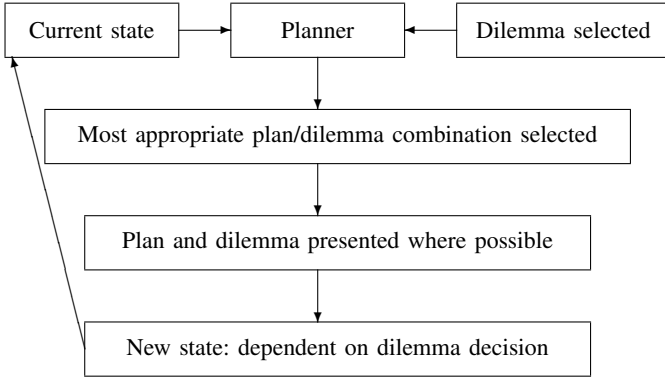 Current state
Planner
Dilemma selected
Most appropriate plan/dilemma combination selected
Plan and dilemma presented where possible
New state: dependent on dilemma decision